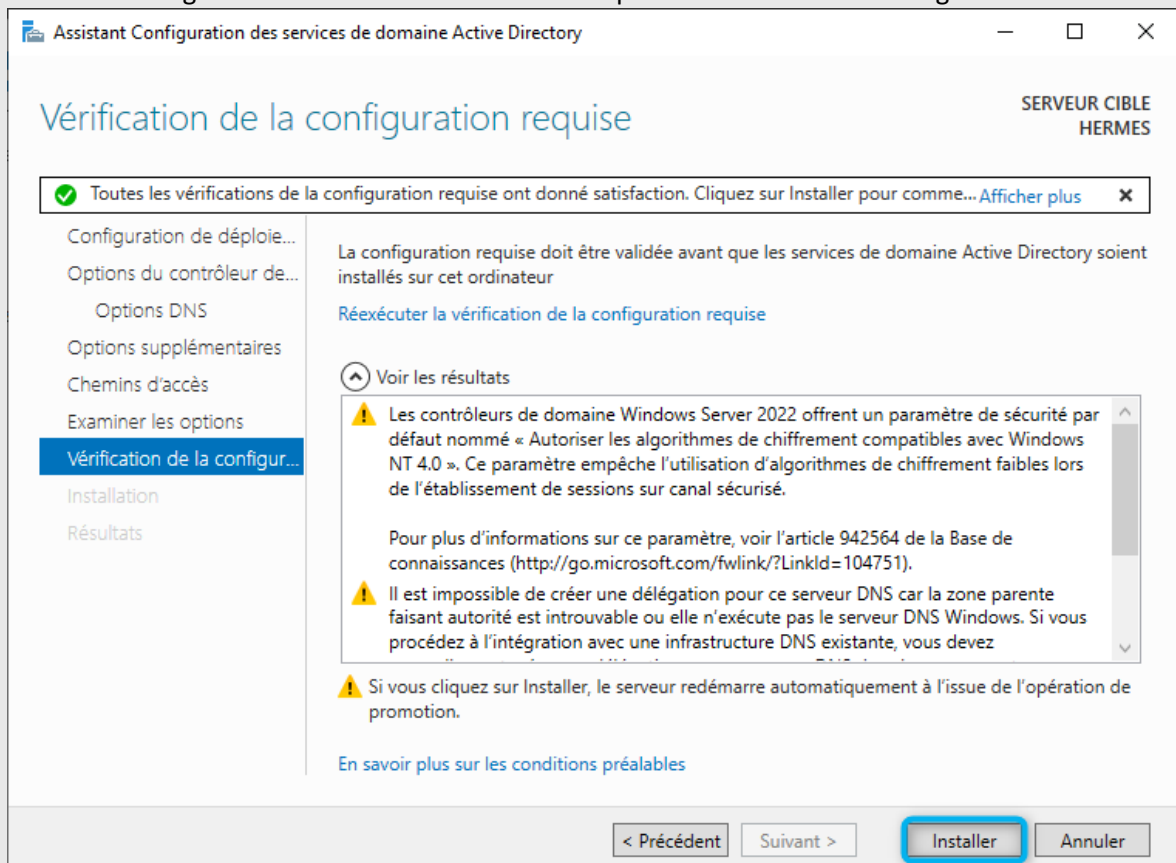 Assistant Configuration des services de domaine Active Directory
Vérification de la configuration requise
SERVEUR CIBLE
HERMES
Toutes les vérifications de la configuration requise ont donné satisfaction. Cliquez sur Installer pour comme... Afficher plus
Configuration de déploie...
Options du contrôleur de...
Options DNS
Options supplémentaires
Chemins d'accès
Examiner les options
Vérification de la configur...
Installation
Résultats
La configuration requise doit être validée avant que les services de domaine Active Directory soient
installés sur cet ordinateur
Réexécuter la vérification de la configuration requise
Voir les résultats
Les contrôleurs de domaine Windows Server 2022 offrent un paramètre de sécurité par
défaut nommé « Autoriser les algorithmes de chiffrement compatibles avec Windows
NT 4.0 ». Ce paramètre empêche l'utilisation d'algorithmes de chiffrement faibles lors
de l'établissement de sessions sur canal sécurisé.
Pour plus d'informations sur ce paramètre, voir l'article 942564 de la Base de
connaissances (http://go.microsoft.com/fwlink/?LinkId=104751).
Il est impossible de créer une délégation pour ce serveur DNS car la zone parente
faisant autorité est introuvable ou elle n'exécute pas le serveur DNS Windows. Si vous
procédez à l'intégration avec une infrastructure DNS existante, vous devez
Si vous cliquez sur Installer, le serveur redémarre automatiquement à l'issue de l'opération de
promotion.
En savoir plus sur les conditions préalables
< Précédent
Suivant >
Installer
Annuler